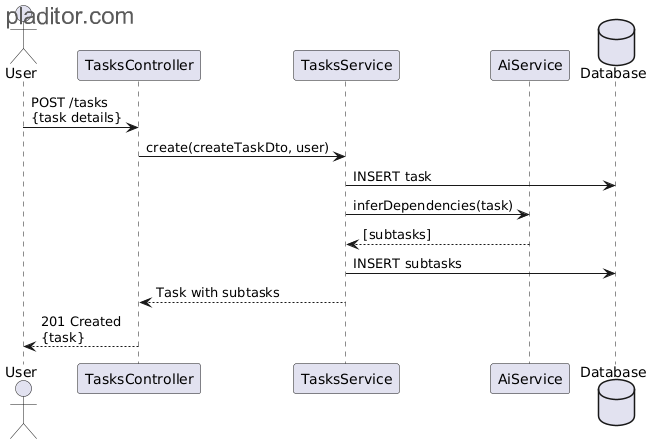 pladitor.com
User
TasksController
TasksService
AiService
Database
POST /tasks
{task details}
create(createTaskDto, user)
INSERT task
inferDependencies(task)
[subtasks]
INSERT subtasks
Task with subtasks
201 Created
{task}
User
TasksController
TasksService
AiService
Database